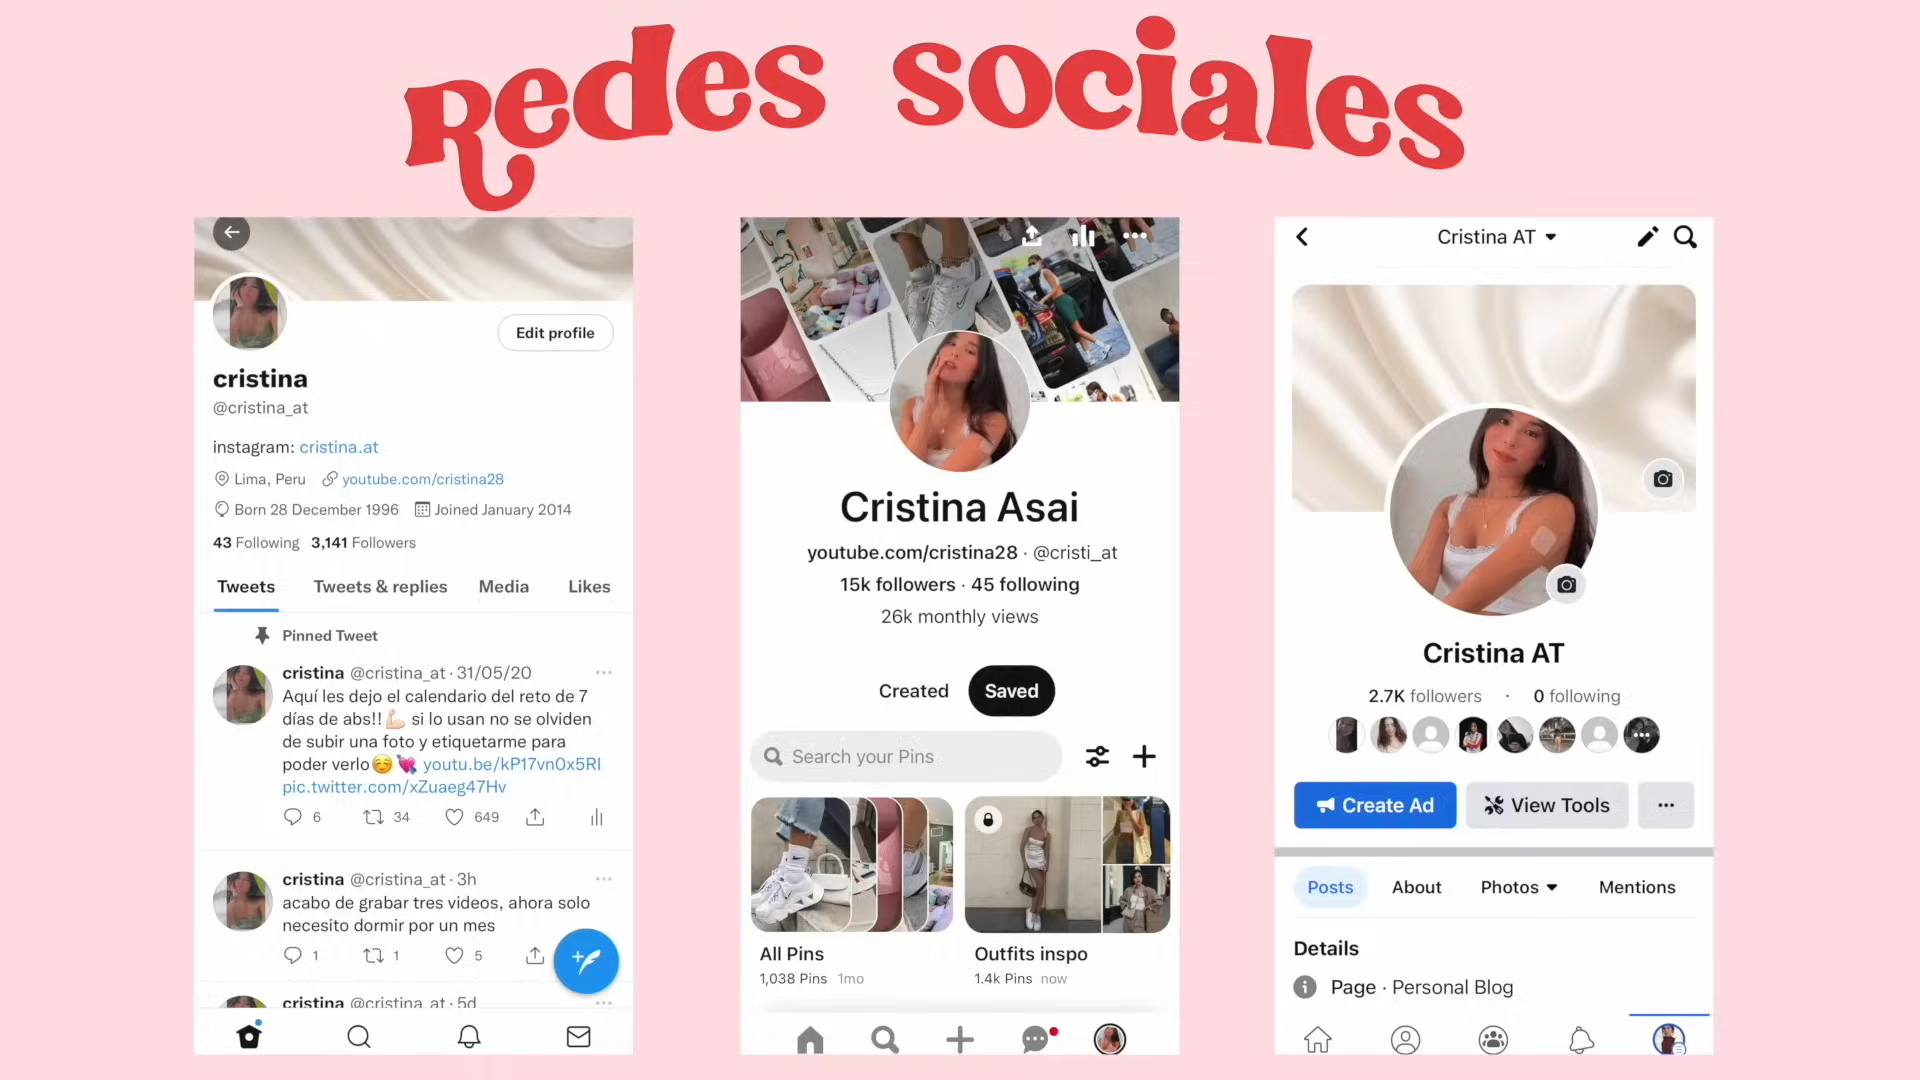 Redes sociales
Edit profile
cristina
@cristina_at
instagram: cristina.at
Lima, Peru youtube.com/cristina28
Born 28 December 1996 Joined January 2014
43 Following 3,141 Followers
Tweets Tweets & replies Media Likes
Pinned Tweet
cristina @cristina_at · 31/05/20
Aquí les dejo el calendario del reto de 7
días de abs!!💪🏻 si lo usan no se olviden
de subir una foto y etiquetarme para
poder verlo☺️💘 youtu.be/kP17vn0x5RI
pic.twitter.com/xZuaeg47Hv
6 34 649
cristina @cristina_at · 3h
acabo de grabar tres videos, ahora solo
necesito dormir por un mes
1 1 5
cristina @cristina_at · 5d
Cristina Asai
youtube.com/cristina28 · @cristi_at
15k followers · 45 following
26k monthly views
Created Saved
Search your Pins
All Pins
1,038 Pins 1mo
Outfits inspo
1.4k Pins now
Cristina AT
Cristina AT
2.7K followers · 0 following
Create Ad View Tools
Posts About Photos Mentions
Details
Page · Personal Blog